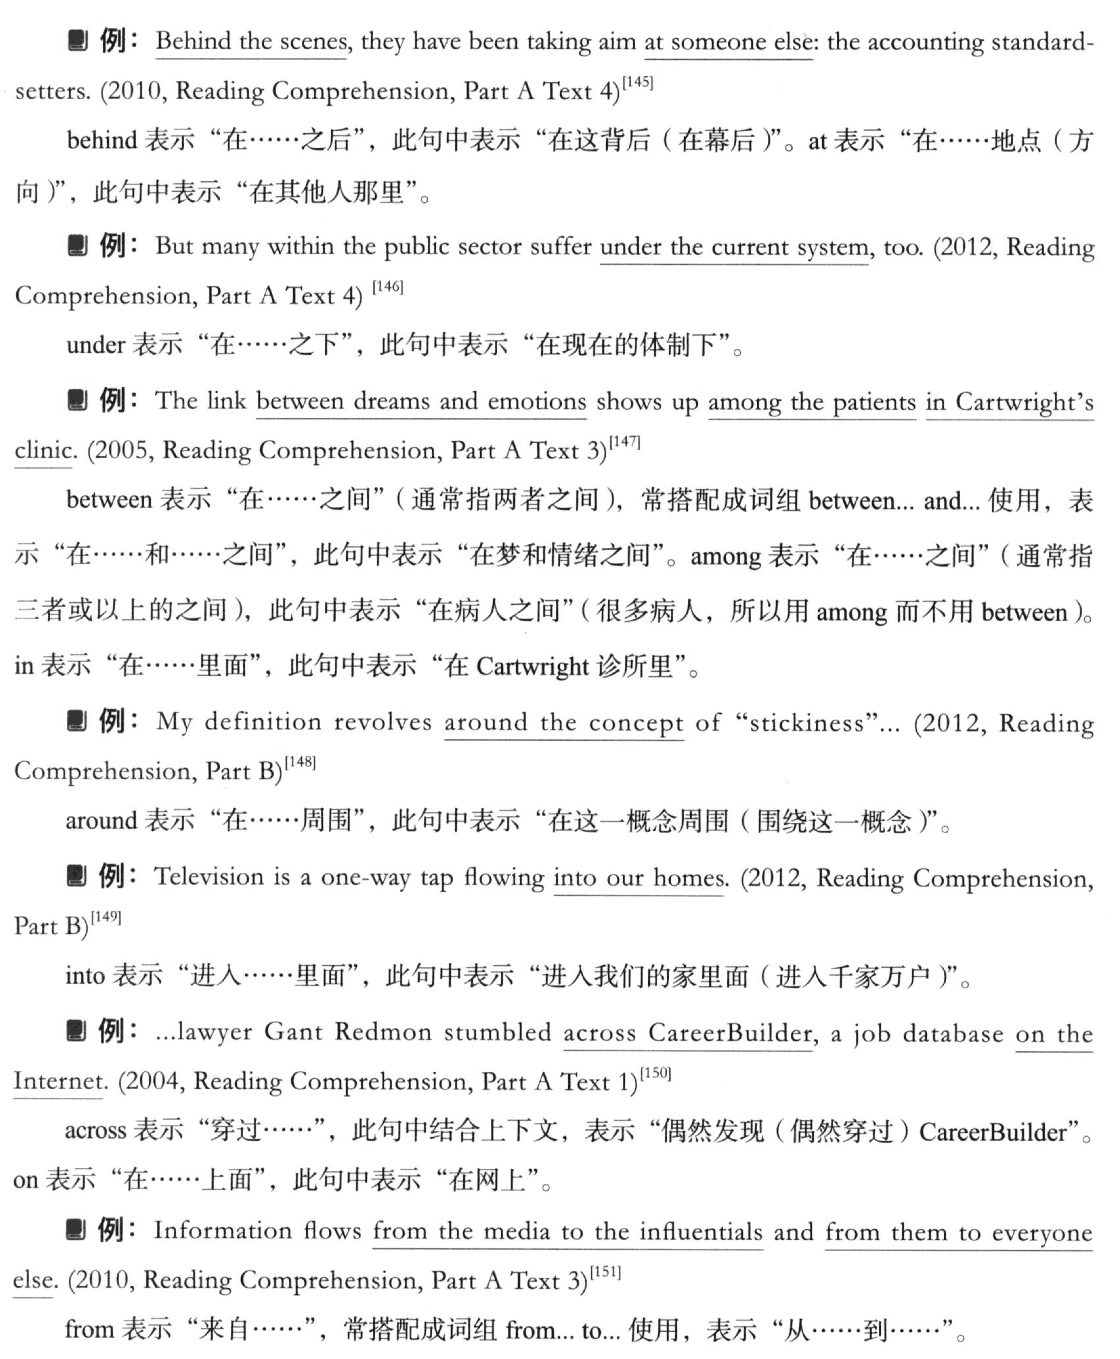 例：Behind the scenes, they have been taking aim at someone else: the accounting standard-
setters. (2010, Reading Comprehension, Part A Text 4)[145]
behind 表示“在……之后”，此句中表示“在这背后（在幕后）”。at 表示“在……地点（方
向）”，此句中表示“在其他人那里”。
例：But many within the public sector suffer under the current system, too. (2012, Reading
Comprehension, Part A Text 4) [146]
under 表示“在……之下”，此句中表示“在现在的体制下”。
例：The link between dreams and emotions shows up among the patients in Cartwright's
clinic. (2005, Reading Comprehension, Part A Text 3)[147]
between 表示“在……之间”（通常指两者之间），常搭配成词组 between... and... 使用，表
示“在……和……之间”，此句中表示“在梦和情绪之间”。among 表示“在……之间”（通常指
三者或以上的之间），此句中表示“在病人之间”（很多病人，所以用 among 而不用 between）。
in 表示“在……里面”，此句中表示“在 Cartwright 诊所里”。
例：My definition revolves around the concept of “stickiness”... (2012, Reading
Comprehension, Part B)[148]
around 表示“在……周围”，此句中表示“在这一概念周围（围绕这一概念）”。
例：Television is a one-way tap flowing into our homes. (2012, Reading Comprehension,
Part B)[149]
into 表示“进入……里面”，此句中表示“进入我们的家里面（进入千家万户）”。
例：...lawyer Gant Redmon stumbled across CareerBuilder, a job database on the
Internet. (2004, Reading Comprehension, Part A Text 1)[150]
across 表示“穿过……”，此句中结合上下文，表示“偶然发现（偶然穿过）CareerBuilder”。
on 表示“在……上面”，此句中表示“在网上”。
例：Information flows from the media to the influentials and from them to everyone
else. (2010, Reading Comprehension, Part A Text 3)[151]
from 表示“来自……”，常搭配成词组 from... to... 使用，表示“从……到……”。